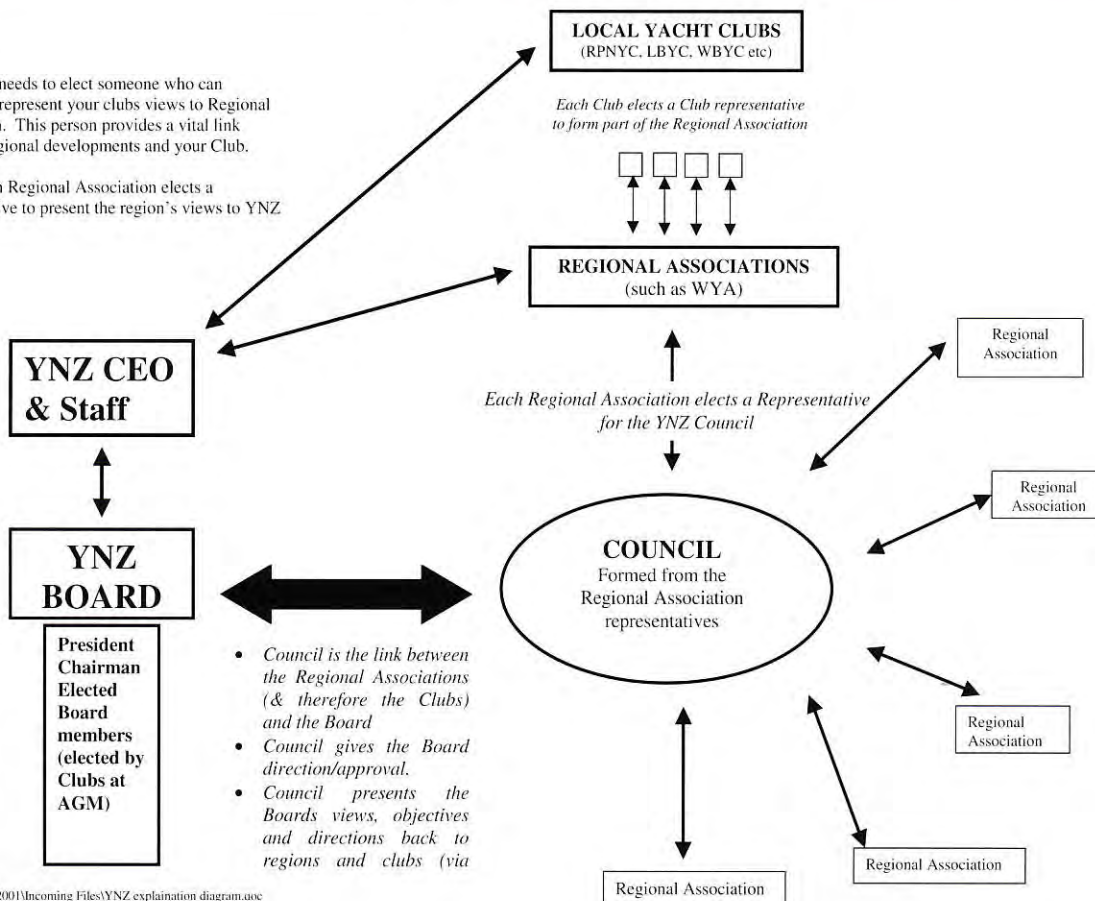 LOCAL YACHT CLUBS
(RPNYC, LBYC, WBYC etc)
needs to elect someone who can
represent your clubs views to Regional
This person provides a vital link
gional developments and your Club.
Regional Association elects a
ve to present the region's views to YNZ
Each Club elects a Club representative
to form part of the Regional Association
REGIONAL ASSOCIATIONS
(such as WYA)
Regional
Association
YNZ CEO
& Staff
Each Regional Association elects a Representative
for the YNZ Council
Regional
Association
YNZ
BOARD
COUNCIL
Formed from the
Regional Association
representatives
President
Chairman
Elected
Board
members
(elected by
Clubs at
AGM)
• Council is the link between
the Regional Associations
(& therefore the Clubs)
and the Board
• Council gives the Board
direction/approval.
• Council presents the
Boards views, objectives
and directions back to
regions and clubs (via
Regional
Association
Regional Association
Regional Association
2001\Incoming Files\YNZ explaination diagram.doc